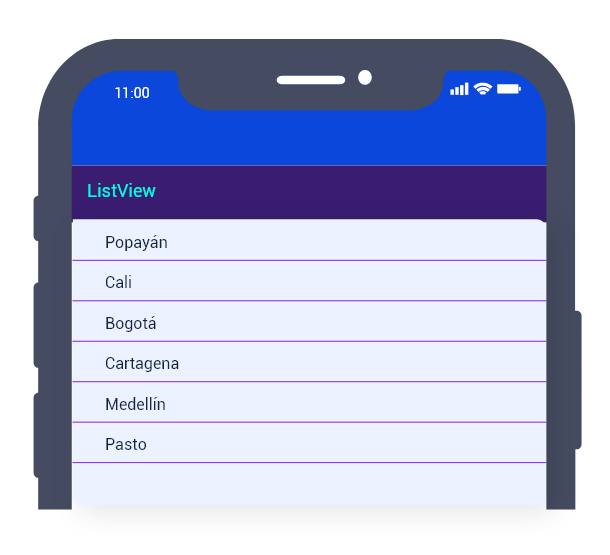 11:00
ListView
Popayán
Cali
Bogotá
Cartagena
Medellín
Pasto